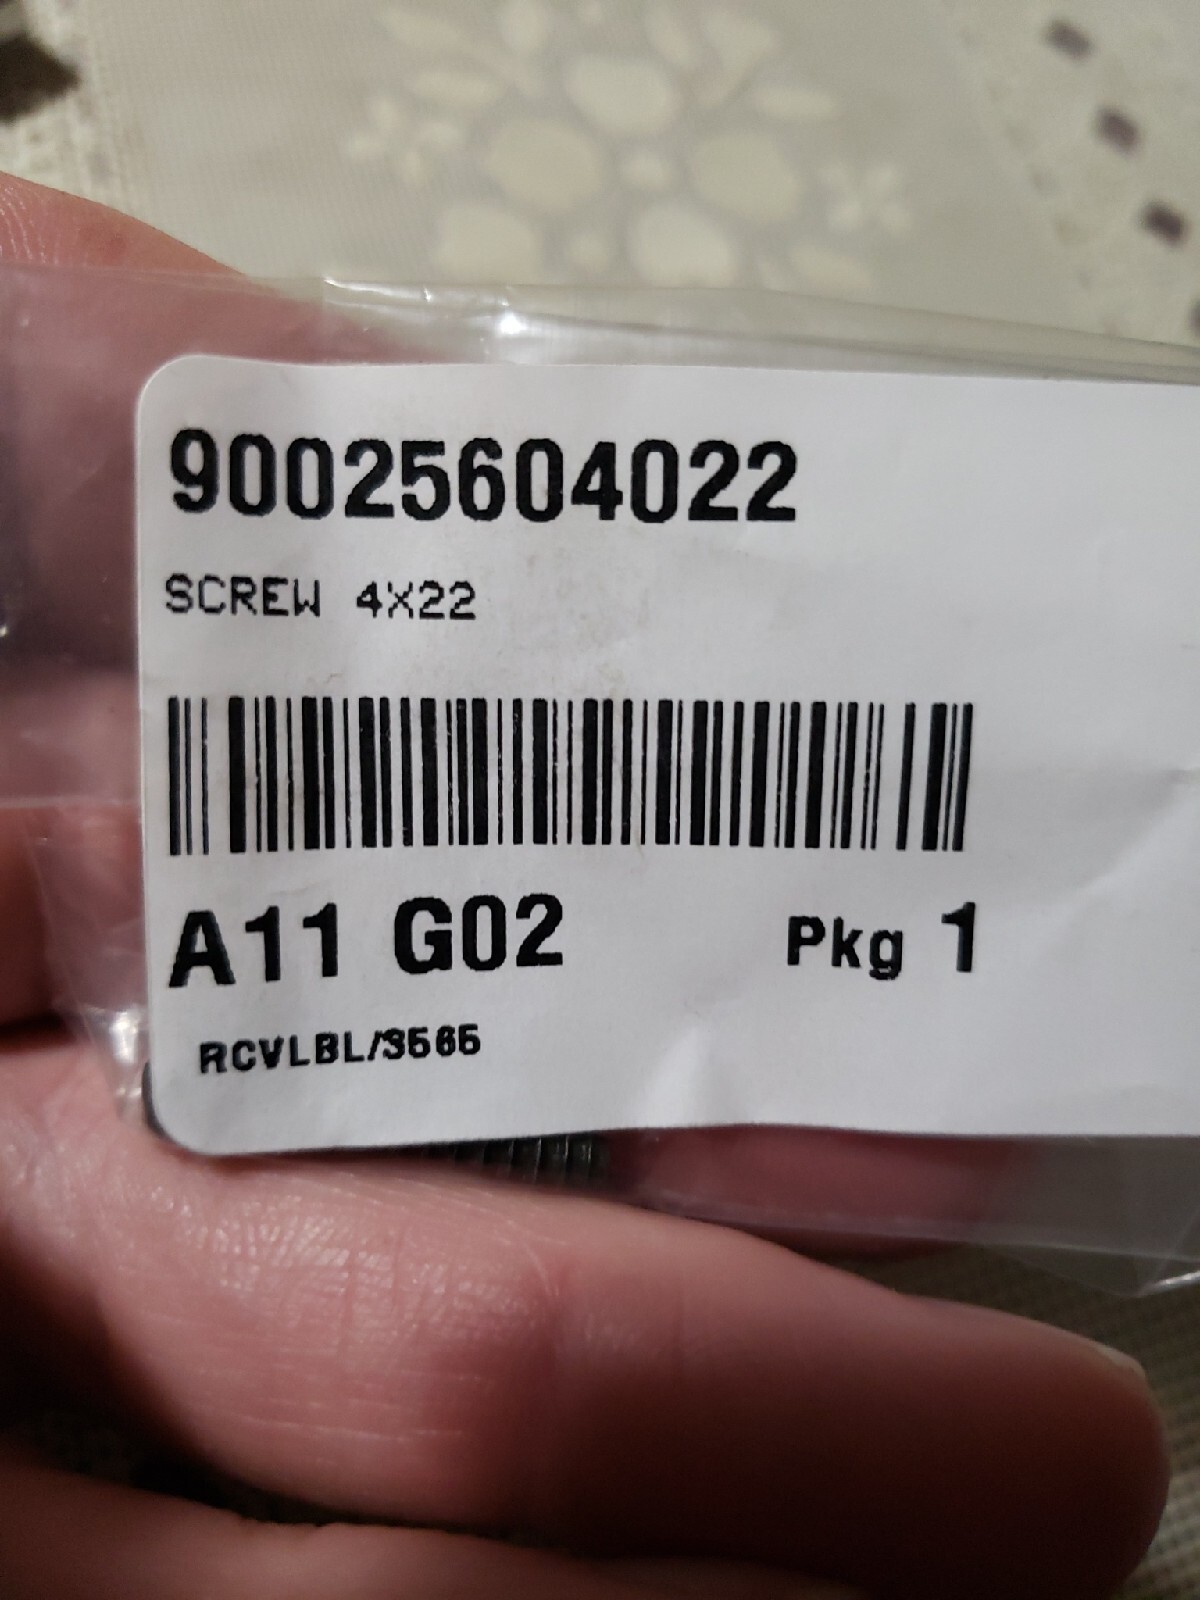 90025604022
SCREW 4X22
A11 G02 Pkg 1
RCVLBL/3565